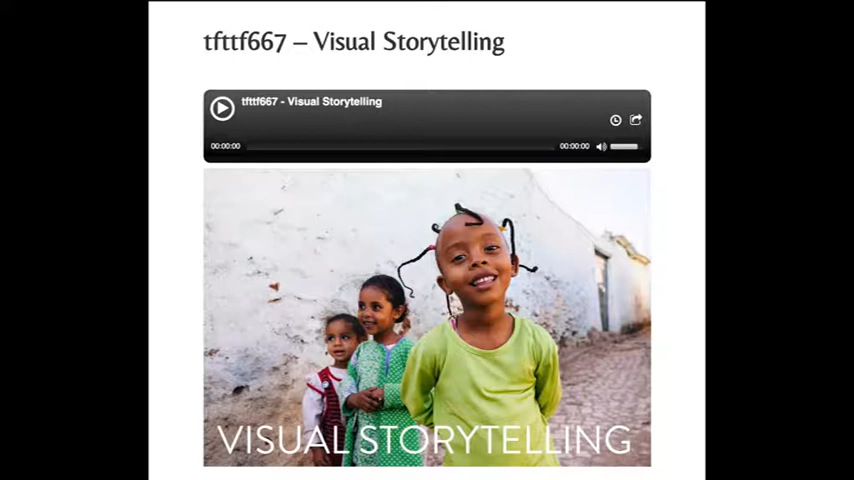 tfttf667 – Visual Storytelling
tfttf667 - Visual Storytelling
00:00:00
00:00:00
VISUAL STORYTELLING